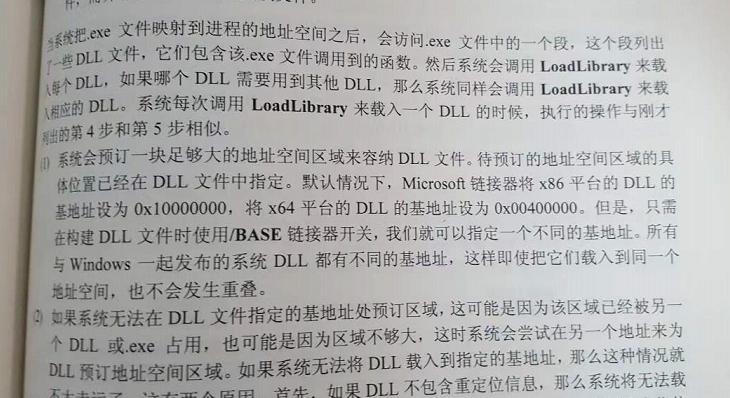 当系统把.exe 文件映射到进程的地址空间之后，会访问.exe 文件中的一个段，这个段列出
了一些 DLL 文件，它们包含该.exe 文件调用到的函数。然后系统会调用 LoadLibrary 来载
入每个 DLL，如果哪个 DLL 需要用到其他 DLL，那么系统同样会调用 LoadLibrary 来载
入相应的 DLL。系统每次调用 LoadLibrary 来载入一个 DLL 的时候，执行的操作与刚才
列出的第 4 步和第 5 步相似。
(1) 系统会预订一块足够大的地址空间区域来容纳 DLL 文件。待预订的地址空间区域的具
体位置已经在 DLL 文件中指定。默认情况下，Microsoft 链接器将 x86 平台的 DLL 的
基地址设为 0x10000000，将 x64 平台的 DLL 的基地址设为 0x00400000。但是，只需
在构建 DLL 文件时使用/BASE 链接器开关，我们就可以指定一个不同的基地址。所有
与 Windows 一起发布的系统 DLL 都有不同的基地址，这样即使把它们载入到同一个
地址空间，也不会发生重叠。
(2) 如果系统无法在 DLL 文件指定的基地址处预订区域，这可能是因为该区域已经被另一
个 DLL 或.exe 占用，也可能是因为区域不够大，这时系统会尝试在另一个地址来为
DLL 预订地址空间区域。如果系统无法将 DLL 载入到指定的基地址，那么这种情况就
不太走运了，这有两个原因。首先，如果 DLL 不包含重定位信息，那么系统将无法载